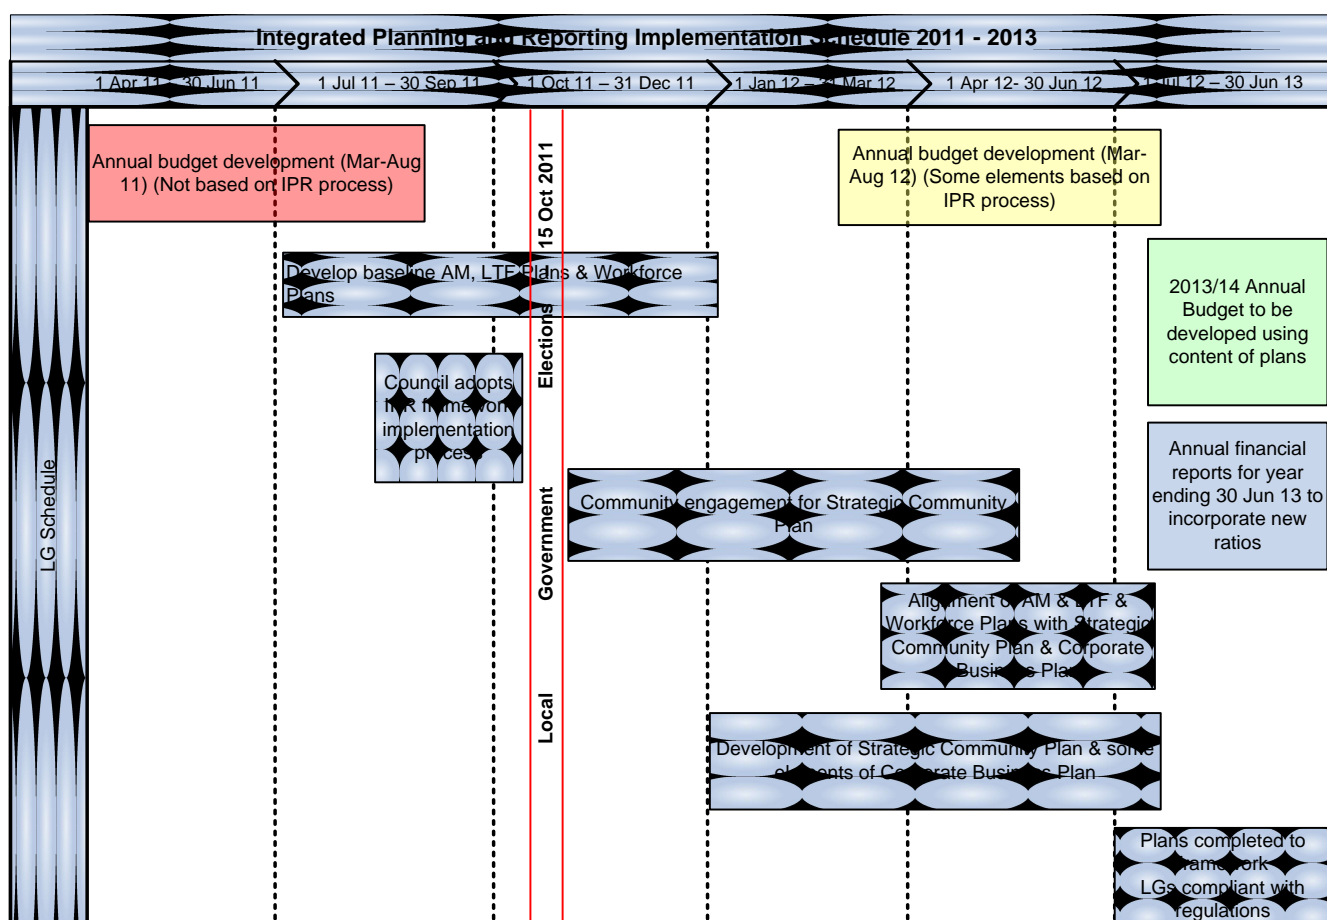 Integrated Planning and Reporting Implementation Schedule 2011 - 2013
1 Apr 11 – 30 Jun 11
1 Jul 11 – 30 Sep 11
1 Oct 11 – 31 Dec 11
1 Jan 12 – 31 Mar 12
1 Apr 12- 30 Jun 12
1 Jul 12 – 30 Jun 13
LG Schedule
Annual budget development (Mar-Aug
11) (Not based on IPR process)
Annual budget development (Mar-
Aug 12) (Some elements based on
IPR process)
Local Government Elections 15 Oct 2011
Develop baseline AM, LTF Plans & Workforce
Plans
2013/14 Annual
Budget to be
developed using
content of plans
Council adopts
IPR framework
implementation
process
Annual financial
reports for year
ending 30 Jun 13 to
incorporate new
ratios
Community engagement for Strategic Community
Plan
Alignment of AM & LTF &
Workforce Plans with Strategic
Community Plan & Corporate
Business Plan
Development of Strategic Community Plan & some
elements of Corporate Business Plan
Plans completed to
framework
LGs compliant with
regulations